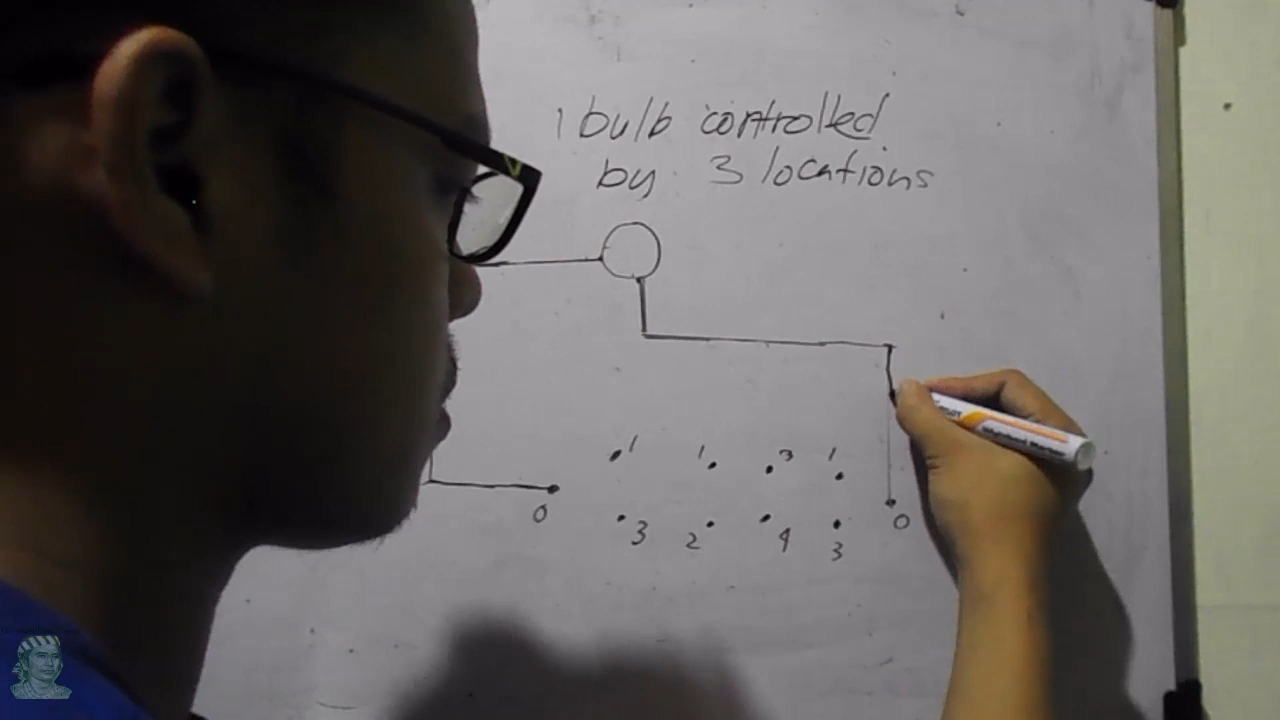 1 bulb controlled
by 3 locations
1 1 3 1
0 3 2 4 3 0